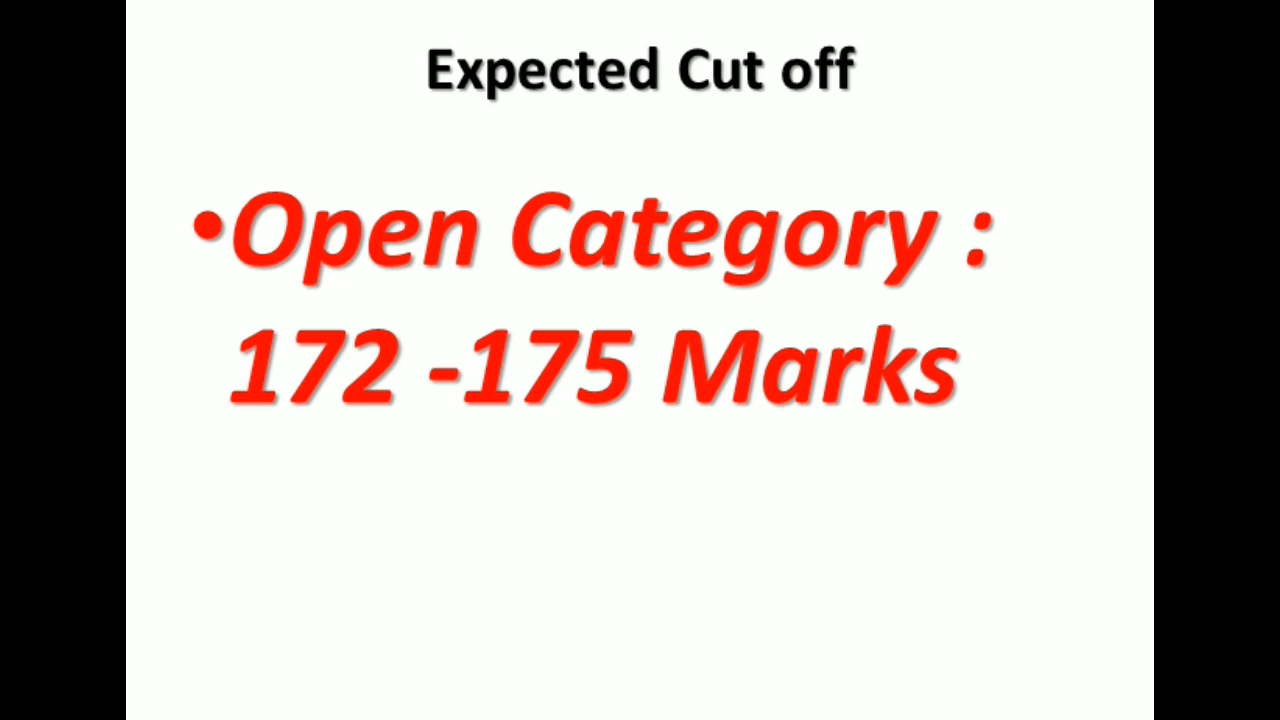 Expected Cut off
•Open Category :
172 -175 Marks